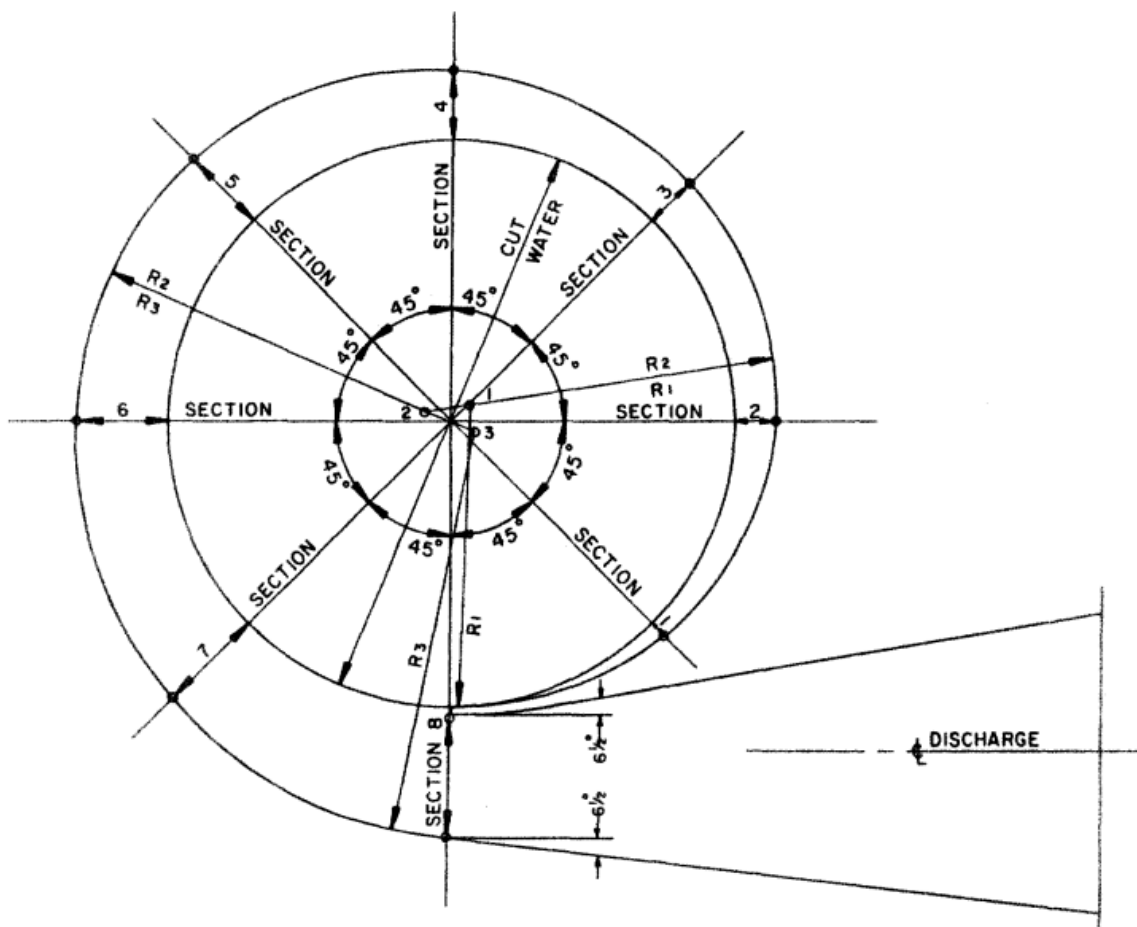 4
SECTION
5
SECTION
CUT
WATER
3
SECTION
R2
R3
45°
45°
45°
45°
R2
R1
1
2
3
6
SECTION
SECTION
2
45°
45°
45°
45°
SECTION
7
SECTION
1
R3
R1
SECTION 8
6½°
6½°
℄ DISCHARGE